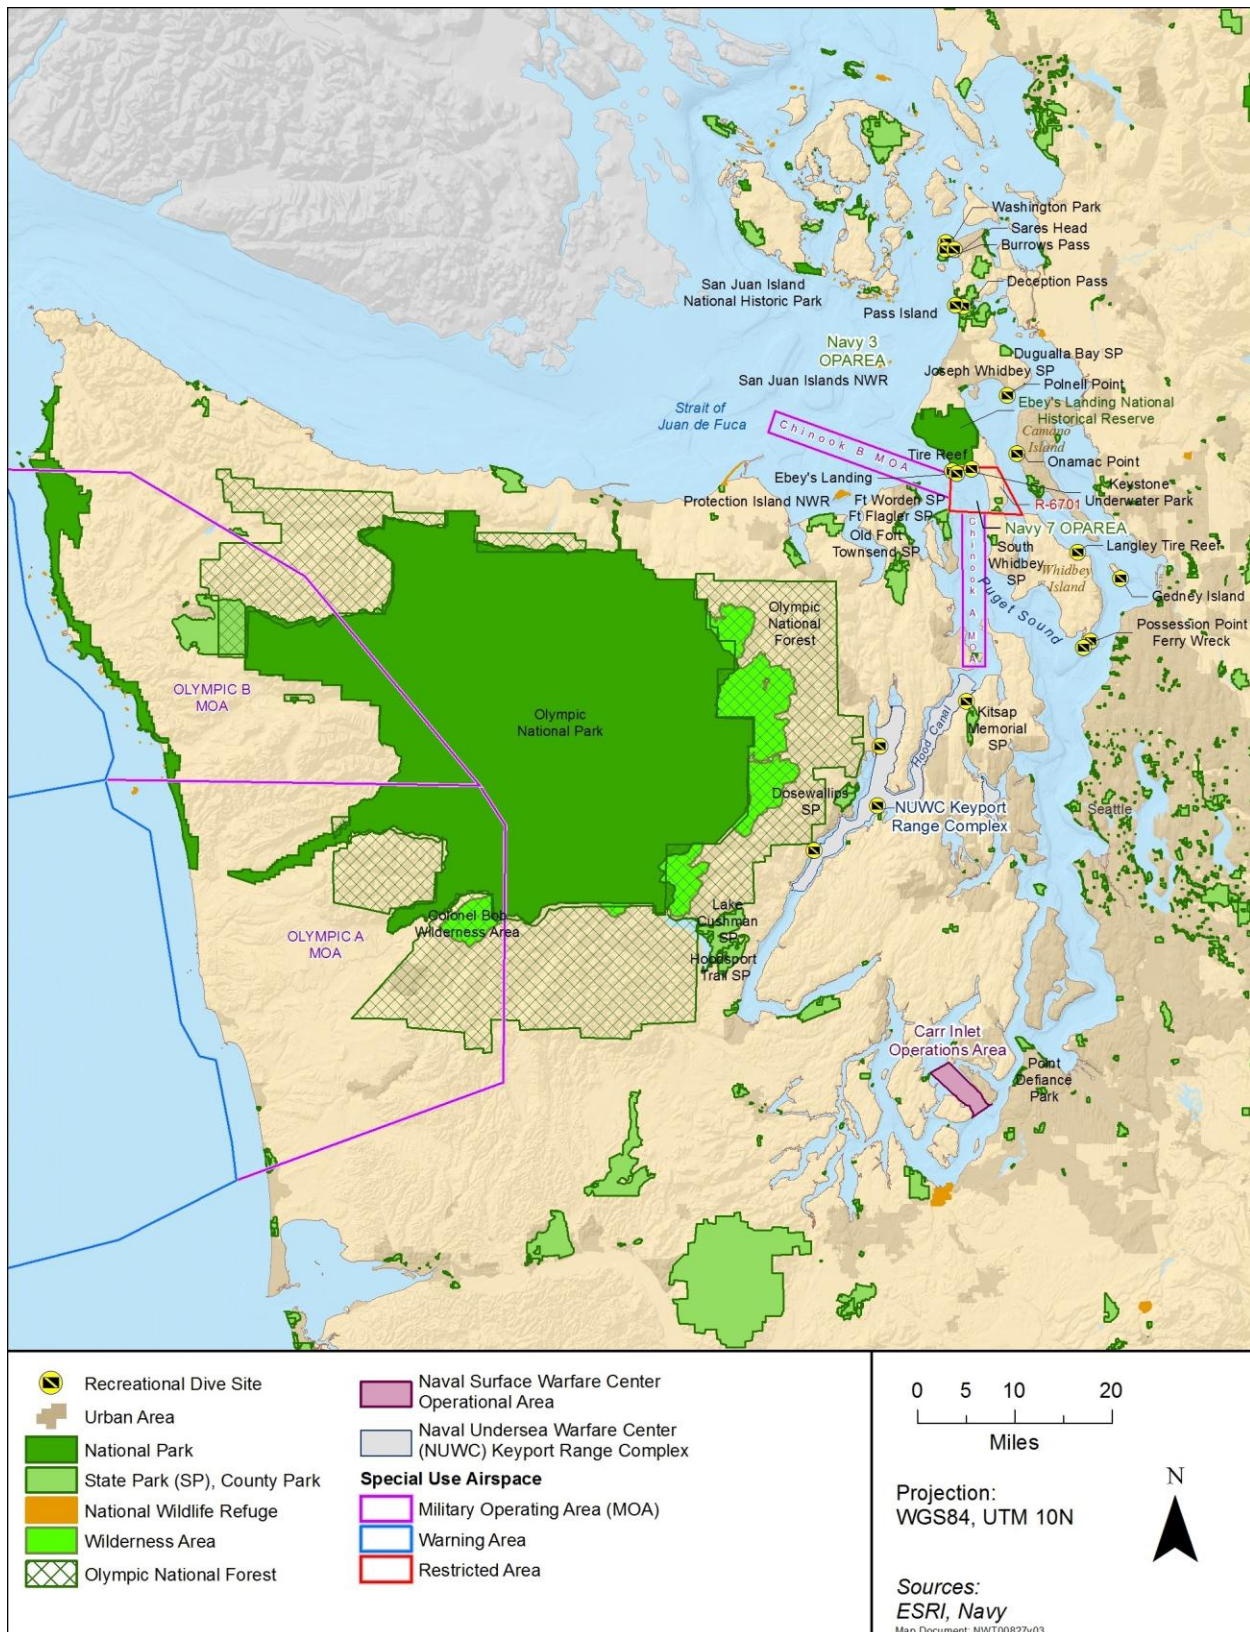 Washington Park
Sares Head
Burrows Pass
Deception Pass
San Juan Island
National Historic Park
Pass Island
Navy 3
OPAREA
Dugualla Bay SP
Joseph Whidbey SP
San Juan Islands NWR
Polnell Point
Ebey's Landing National
Historical Reserve
Strait of
Juan de Fuca
Chinook B MOA
Camano
Island
Tire Reef
Onamac Point
Ebey's Landing
Keystone
Underwater Park
Protection Island NWR
Ft Worden SP
R-6701
Ft Flagler SP
Navy 7 OPAREA
Old Fort
Townsend SP
Chinook A MOA
South
Whidbey
SP
Langley Tire Reef
Whidbey
Island
Gedney Island
Puget Sound
Olympic
National
Forest
Possession Point
Ferry Wreck
OLYMPIC B
MOA
Olympic
National Park
Hood Canal
Kitsap
Memorial
SP
Dosewallips
SP
NUWC Keyport
Range Complex
Seattle
Colonel Bob
Wilderness Area
Lake
Cushman
SP
OLYMPIC A
MOA
Hoodsport
Trail SP
Carr Inlet
Operations Area
Point
Defiance
Park
Recreational Dive Site
Urban Area
National Park
State Park (SP), County Park
National Wildlife Refuge
Wilderness Area
Olympic National Forest
Naval Surface Warfare Center
Operational Area
Naval Undersea Warfare Center
(NUWC) Keyport Range Complex
Special Use Airspace
Military Operating Area (MOA)
Warning Area
Restricted Area
0 5 10 20
Miles
Projection:
WGS84, UTM 10N
N
Sources:
ESRI, Navy
Map Document: NWT00827v03